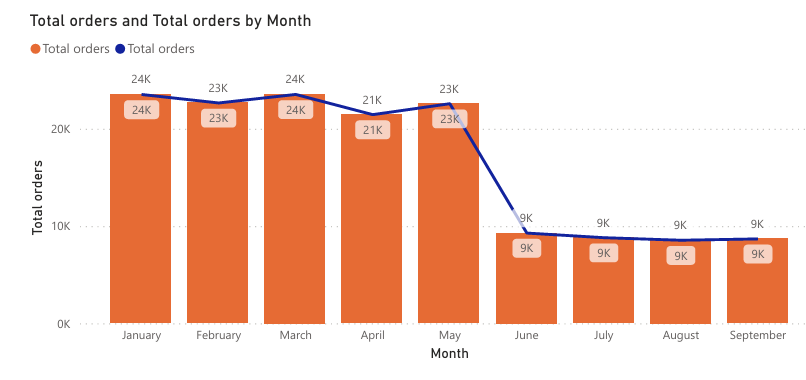 Total orders and Total orders by Month
Total orders Total orders
24K 23K 24K 21K 23K 9K 9K 9K 9K
24K 23K 24K 21K 23K 9K 9K 9K 9K
20K
10K
0K
Total orders
January February March April May June July August September
Month